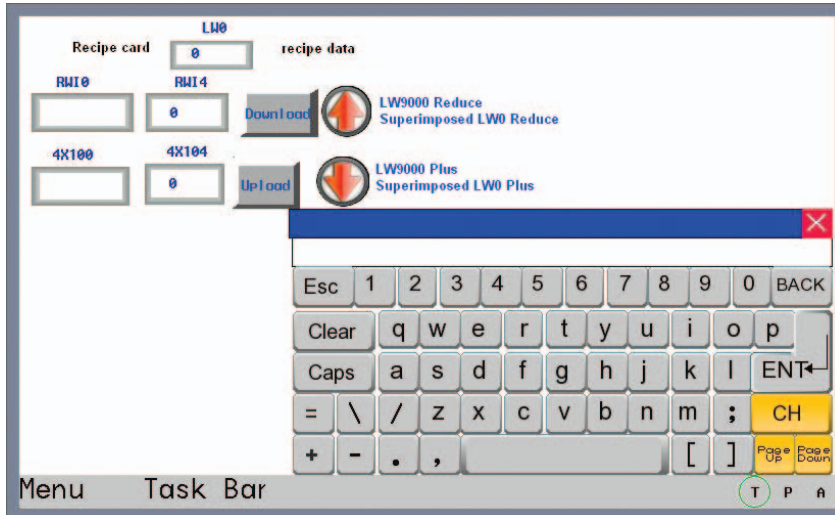 LW0
Recipe card 0 recipe data
RWI0 RWI4
0 Download LW9000 Reduce
Superimposed LW0 Reduce
4X100 4X104
0 Upload LW9000 Plus
Superimposed LW0 Plus
Esc 1 2 3 4 5 6 7 8 9 0 BACK
Clear q w e r t y u i o p
Caps a s d f g h j k l ENT
= \ / z x c v b n m ; CH
+ - . , [ ] Page Up Page Down
Menu Task Bar T P A